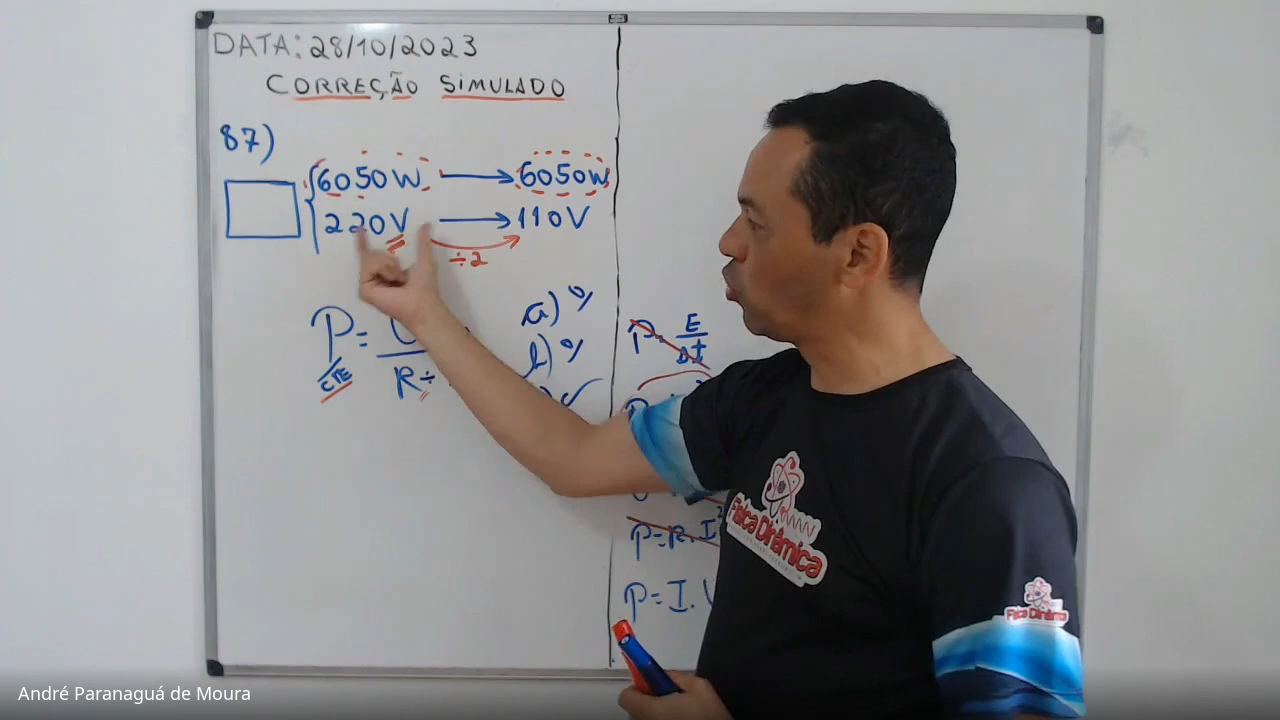 DATA: 28/10/2023
CORREÇÃO SIMULADO
87)
6050W → 6050W
220V → 110V
÷2
P =
CTE
R ÷
a)
b)
P = E
Δt
P = R.I²
P = I.
Física Dinâmica
Física Dinâmica
André Paranaguá de Moura